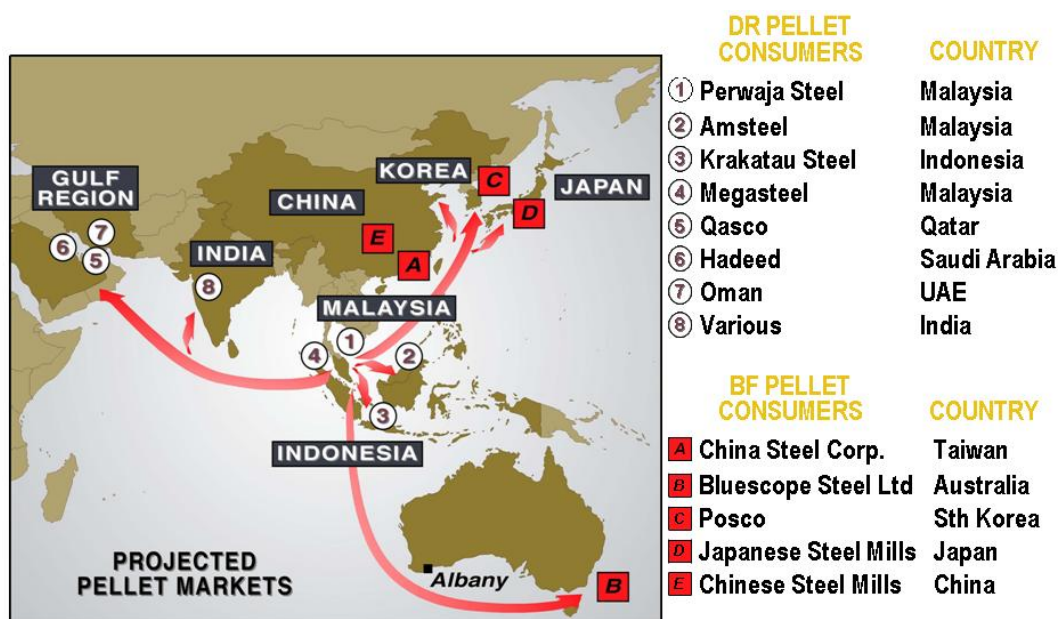 GULF
REGION
7
6
5
INDIA
8
CHINA
E
A
KOREA
C
D
JAPAN
MALAYSIA
1
2
4
3
INDONESIA
PROJECTED
PELLET MARKETS
Albany
B
DR PELLET
CONSUMERS COUNTRY
1 Perwaja Steel Malaysia
2 Amsteel Malaysia
3 Krakatau Steel Indonesia
4 Megasteel Malaysia
5 Qasco Qatar
6 Hadeed Saudi Arabia
7 Oman UAE
8 Various India
BF PELLET
CONSUMERS COUNTRY
A China Steel Corp. Taiwan
B Bluescope Steel Ltd Australia
C Posco Sth Korea
D Japanese Steel Mills Japan
E Chinese Steel Mills China